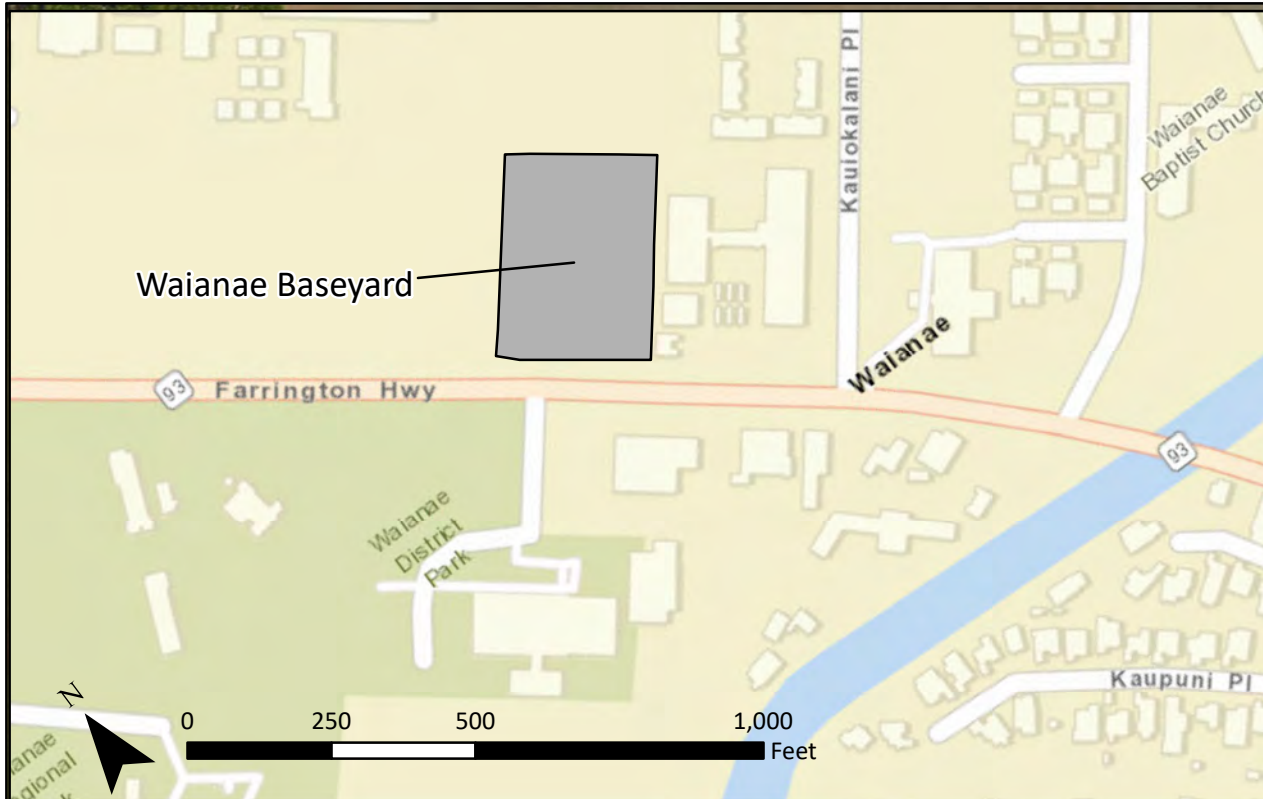 Kauiokalani Pl
Waianae
Baptist Church
Waianae Baseyard
Waianae
93
Farrington Hwy
93
Waianae
District
Park
Kaupuni Pl
N
0 250 500 1,000
Feet